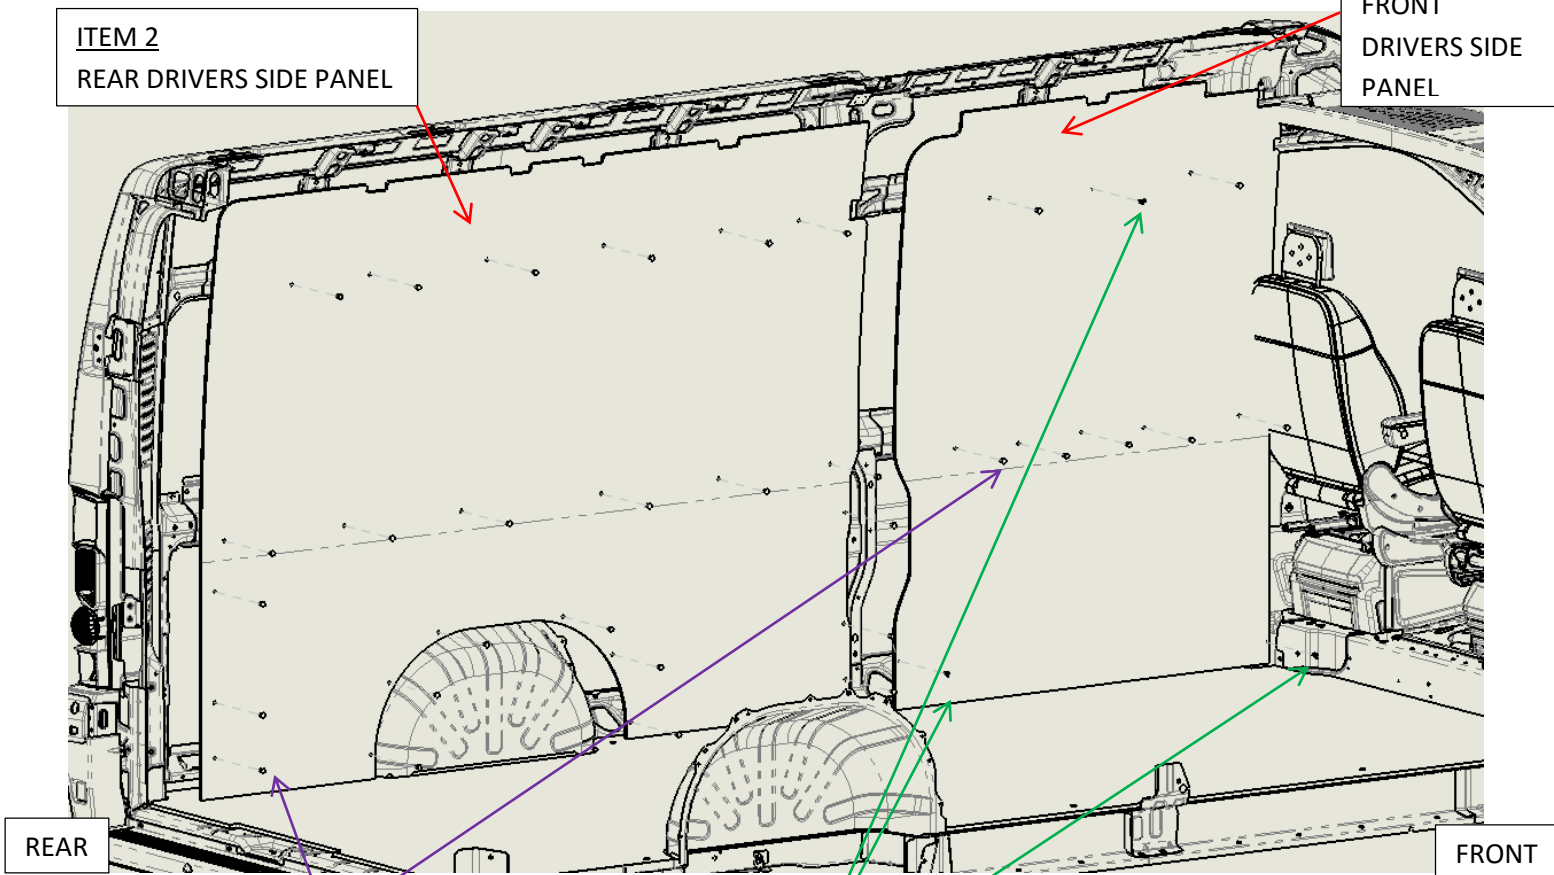 ITEM 2
REAR DRIVERS SIDE PANEL
FRONT
DRIVERS SIDE
PANEL
REAR
FRONT